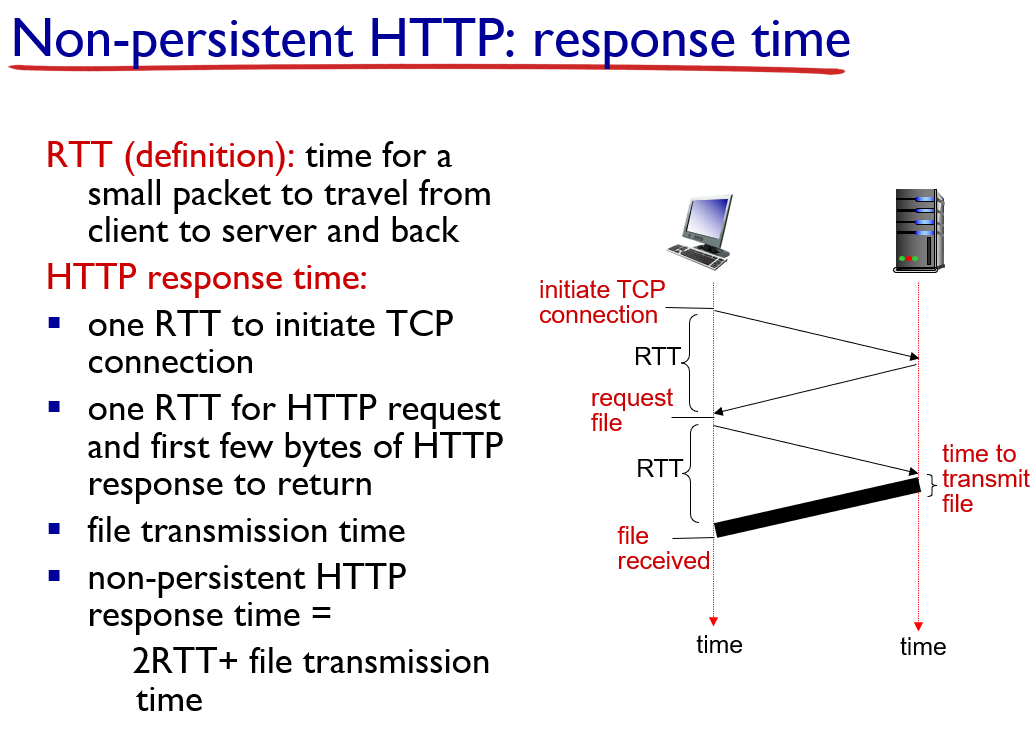 Non-persistent HTTP: response time
RTT (definition): time for a
small packet to travel from
client to server and back
HTTP response time:
▪ one RTT to initiate TCP
connection
▪ one RTT for HTTP request
and first few bytes of HTTP
response to return
▪ file transmission time
▪ non-persistent HTTP
response time =
2RTT+ file transmission
time
initiate TCP
connection
RTT
request
file
RTT
file
received
time to
transmit
file
time
time